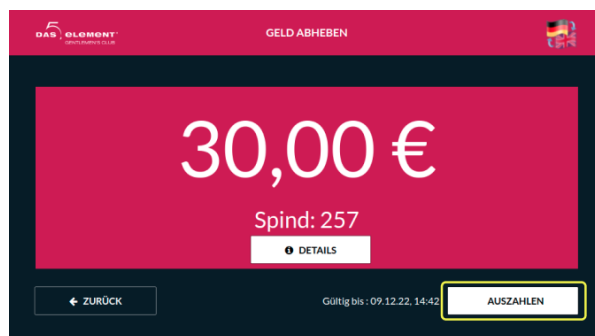 DAS 5 ELEMENT
GENTLEMEN'S CLUB
GELD ABHEBEN
30,00 €
Spind: 257
DETAILS
ZURÜCK
Gültig bis : 09.12.22, 14:42
AUSZAHLEN